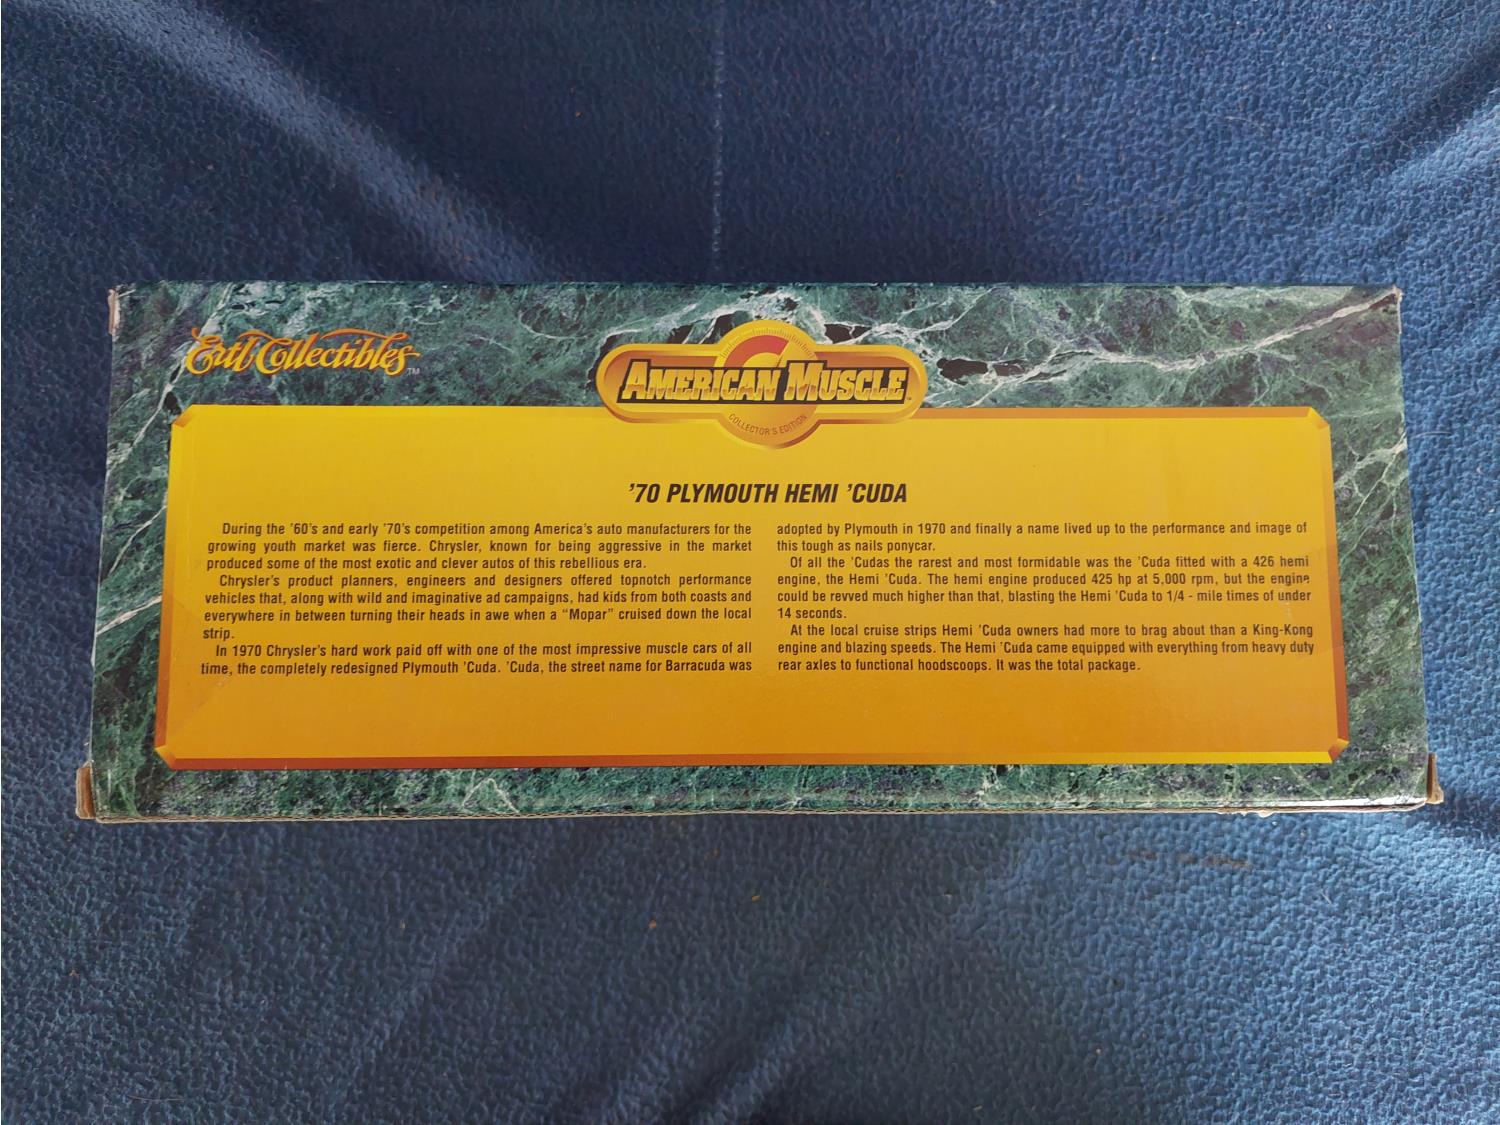 Ertl Collectibles™
AMERICAN MUSCLE™
COLLECTOR'S EDITION
'70 PLYMOUTH HEMI 'CUDA
During the '60's and early '70's competition among America's auto manufacturers for the
growing youth market was fierce. Chrysler, known for being aggressive in the market
produced some of the most exotic and clever autos of this rebellious era.
Chrysler's product planners, engineers and designers offered topnotch performance
vehicles that, along with wild and imaginative ad campaigns, had kids from both coasts and
everywhere in between turning their heads in awe when a “Mopar” cruised down the local
strip.
In 1970 Chrysler's hard work paid off with one of the most impressive muscle cars of all
time, the completely redesigned Plymouth 'Cuda. 'Cuda, the street name for Barracuda was
adopted by Plymouth in 1970 and finally a name lived up to the performance and image of
this tough as nails ponycar.
Of all the 'Cudas the rarest and most formidable was the 'Cuda fitted with a 426 hemi
engine, the Hemi 'Cuda. The hemi engine produced 425 hp at 5,000 rpm, but the engine
could be revved much higher than that, blasting the Hemi 'Cuda to 1/4 - mile times of under
14 seconds.
At the local cruise strips Hemi 'Cuda owners had more to brag about than a King-Kong
engine and blazing speeds. The Hemi 'Cuda came equipped with everything from heavy duty
rear axles to functional hoodscoops. It was the total package.